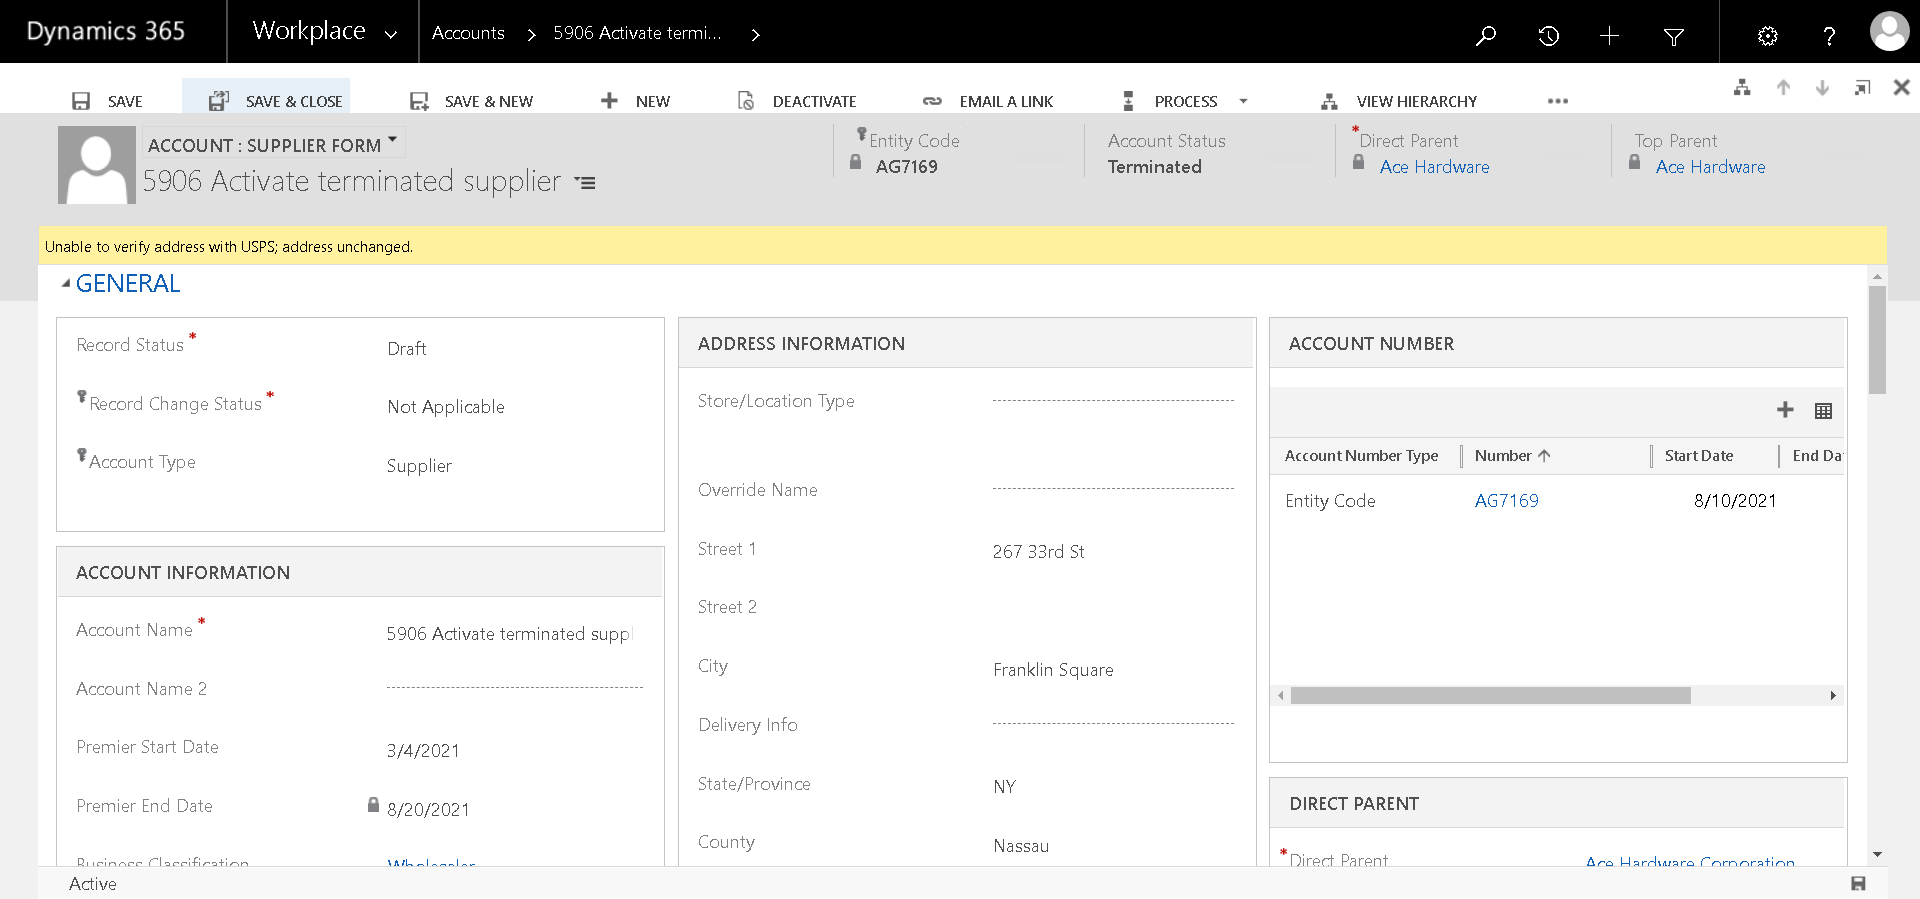 Dynamics 365
Workplace
Accounts
5906 Activate termi...
SAVE
SAVE & CLOSE
SAVE & NEW
NEW
DEACTIVATE
EMAIL A LINK
PROCESS
VIEW HIERARCHY
ACCOUNT : SUPPLIER FORM
5906 Activate terminated supplier
Entity Code
AG7169
Account Status
Terminated
*Direct Parent
Ace Hardware
Top Parent
Ace Hardware
Unable to verify address with USPS; address unchanged.
GENERAL
Record Status *
Draft
Record Change Status *
Not Applicable
Account Type
Supplier
ACCOUNT INFORMATION
Account Name *
5906 Activate terminated suppl
Account Name 2
Premier Start Date
3/4/2021
Premier End Date
8/20/2021
Business Classification
Wholesaler
ADDRESS INFORMATION
Store/Location Type
Override Name
Street 1
267 33rd St
Street 2
City
Franklin Square
Delivery Info
State/Province
NY
County
Nassau
ACCOUNT NUMBER
Account Number Type
Number
Start Date
End Da
Entity Code
AG7169
8/10/2021
DIRECT PARENT
*Direct Parent
Ace Hardware Corporation
Active